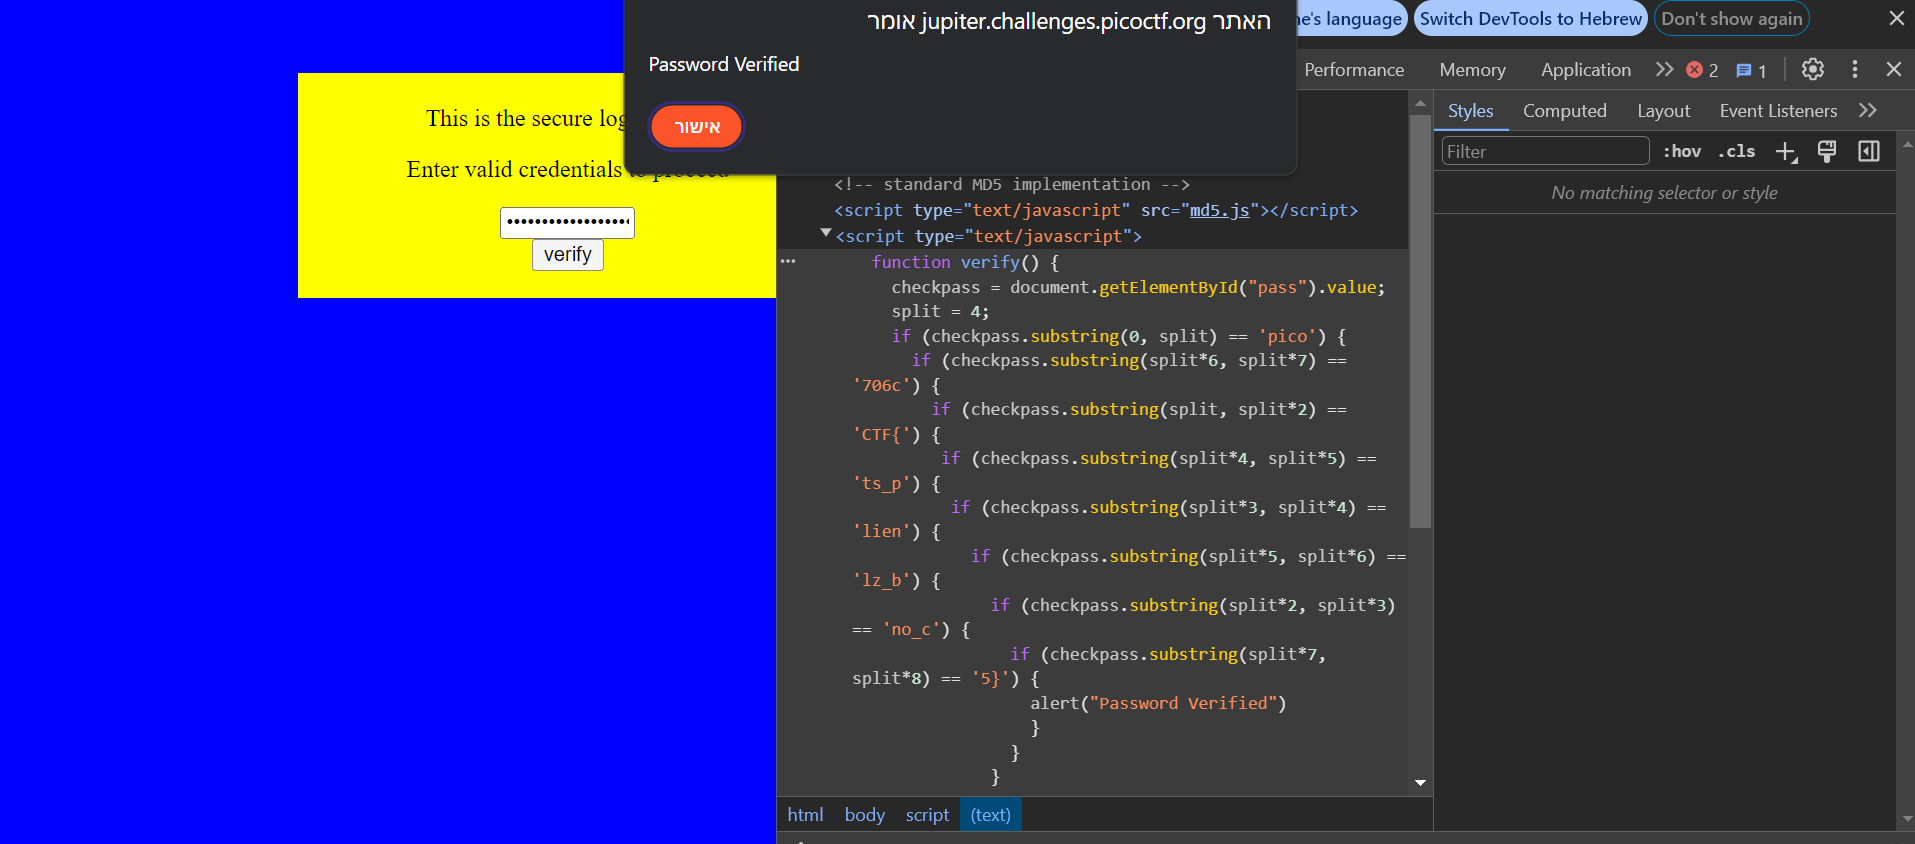 האתר jupiter.challenges.picoctf.org אומר
Password Verified
אישור
This is the secure log
Enter valid credentials to proceed
••••••••••••••••••
verify
language Switch DevTools to Hebrew Don't show again
Performance Memory Application 2 1
<!-- standard MD5 implementation -->
<script type="text/javascript" src="md5.js"></script>
<script type="text/javascript">
function verify() {
checkpass = document.getElementById("pass").value;
split = 4;
if (checkpass.substring(0, split) == 'pico') {
if (checkpass.substring(split*6, split*7) ==
'706c') {
if (checkpass.substring(split, split*2) ==
'CTF{') {
if (checkpass.substring(split*4, split*5) ==
'ts_p') {
if (checkpass.substring(split*3, split*4) ==
'lien') {
if (checkpass.substring(split*5, split*6) ==
'lz_b') {
if (checkpass.substring(split*2, split*3)
== 'no_c') {
if (checkpass.substring(split*7,
split*8) == '5}') {
alert("Password Verified")
}
}
}
html body script (text)
Styles Computed Layout Event Listeners
Filter :hov .cls
No matching selector or style